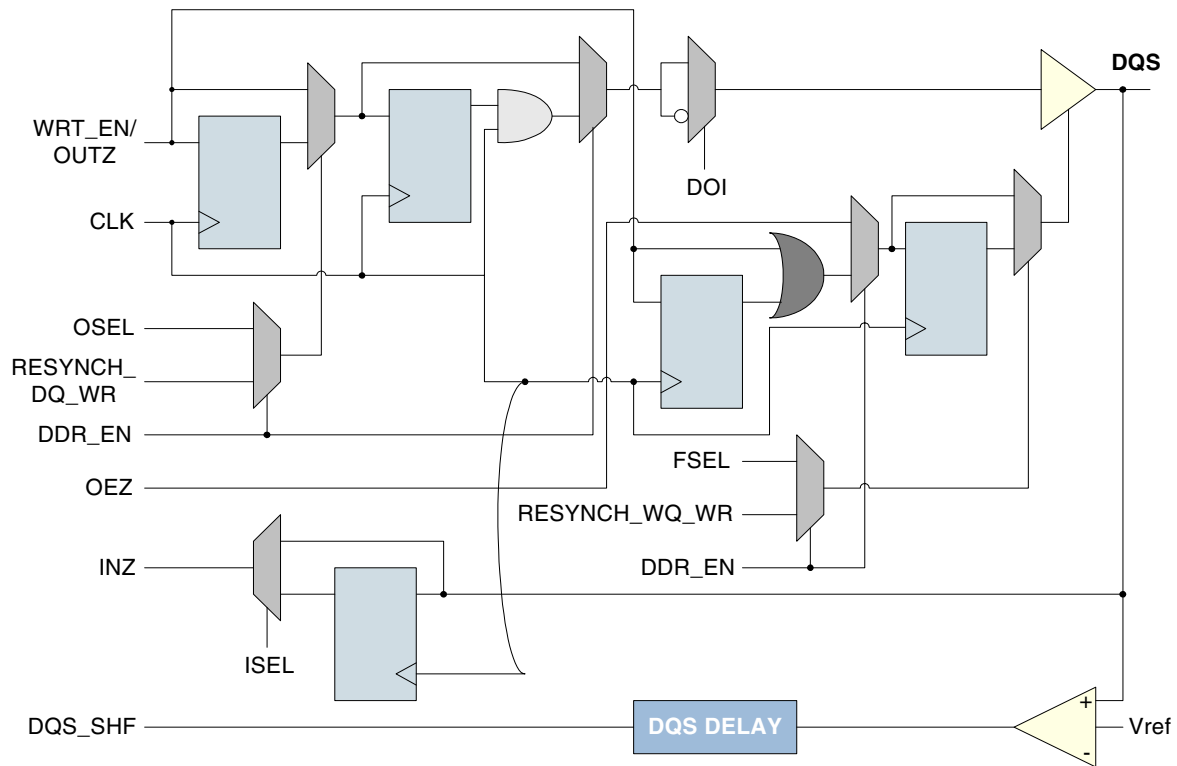 DQS
WRT_EN/
OUTZ
DOI
CLK
OSEL
RESYNCH_
DQ_WR
DDR_EN
FSEL
OEZ
RESYNCH_WQ_WR
INZ
DDR_EN
ISEL
+
DQS_SHF
DQS DELAY
Vref
-